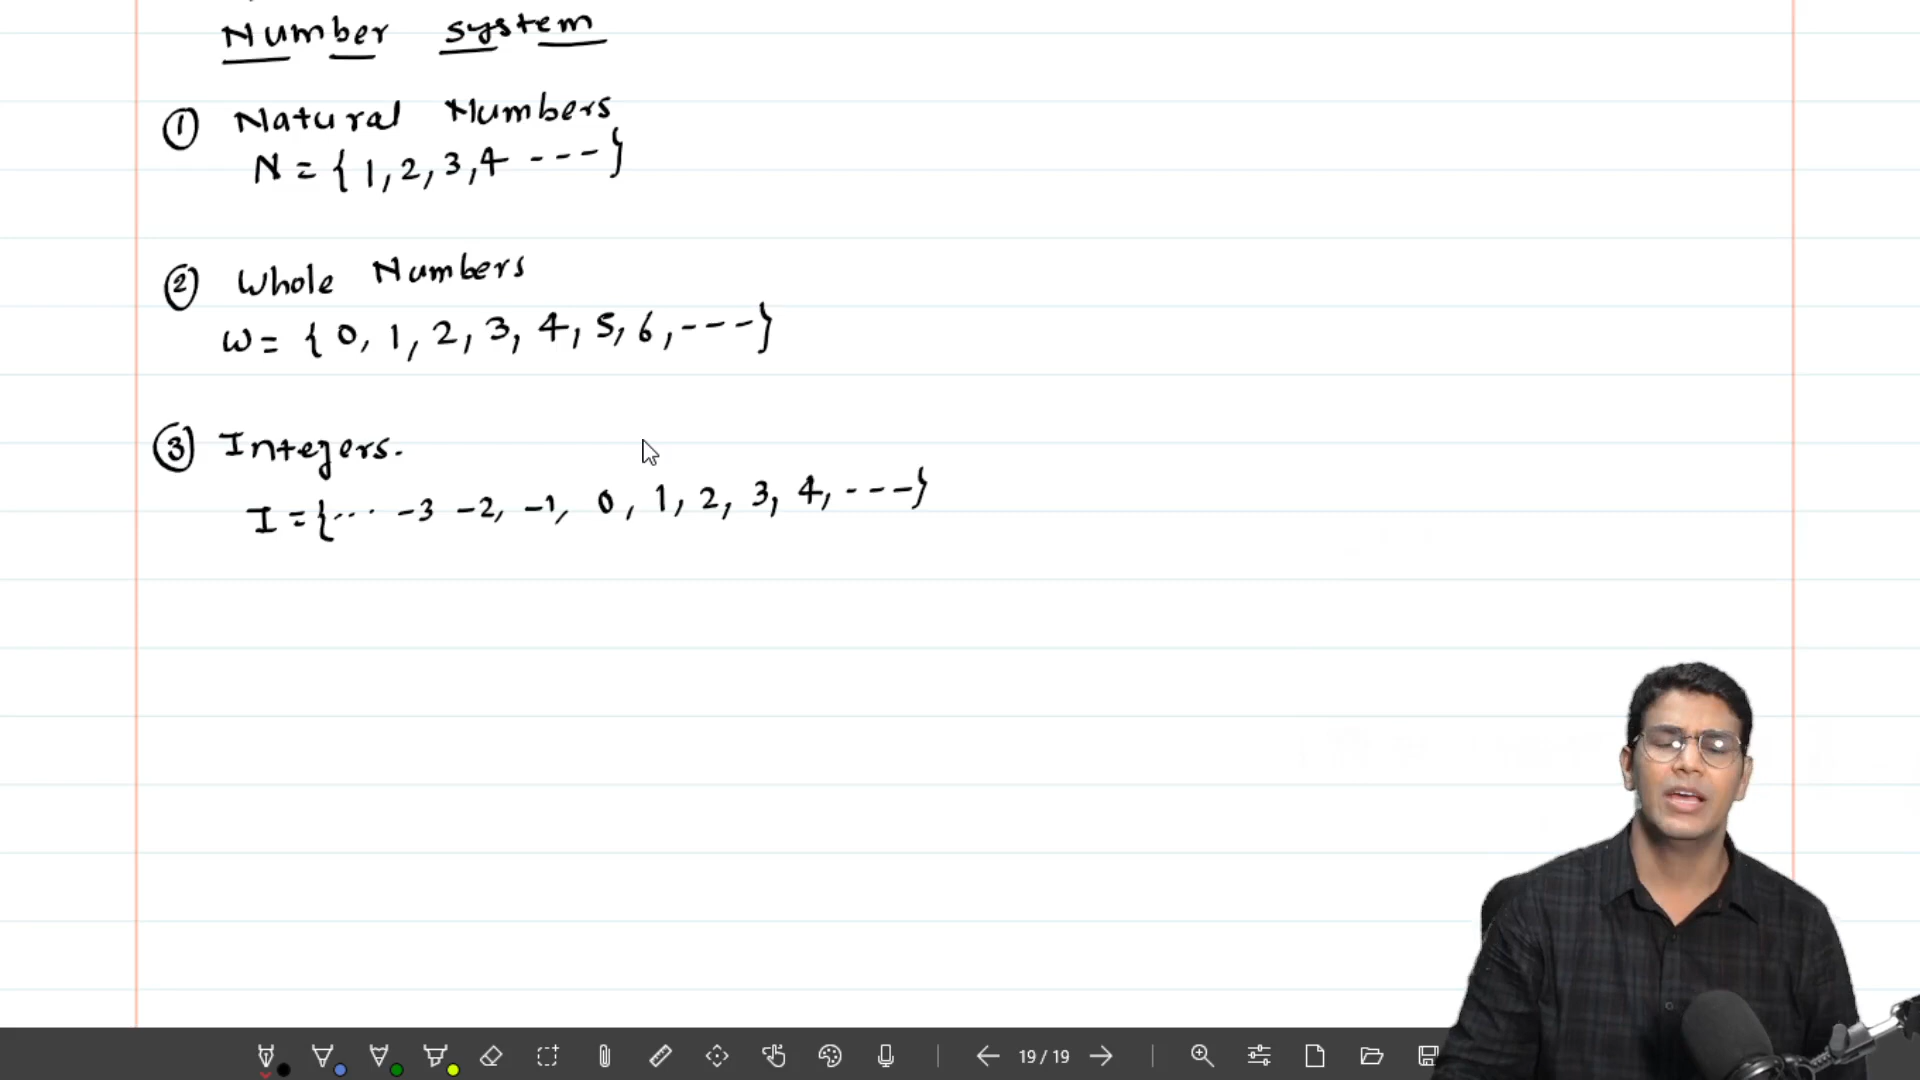 Number system
① Natural Numbers
N = { 1, 2, 3, 4 --- }
② Whole Numbers
W = { 0, 1, 2, 3, 4, 5, 6, --- }
③ Integers.
I = {... -3 -2, -1, 0, 1, 2, 3, 4, --- }
19 / 19